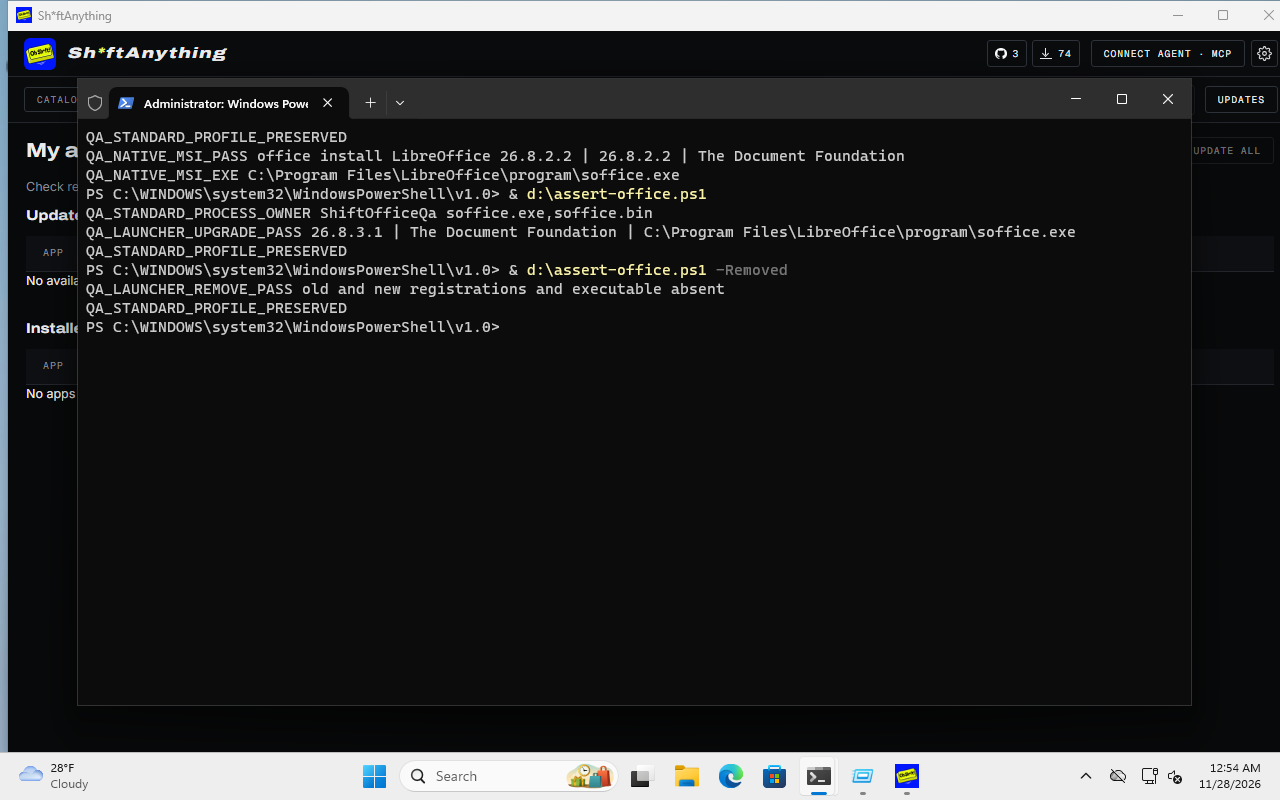 Sh*ftAnything
Oh Sh*ft!
Sh*ftAnything
3
74
CONNECT AGENT · MCP
CATALO
Administrator: Windows Powe
UPDATES
My a
UPDATE ALL
Check re
Update
APP
No availa
Installe
APP
No apps
QA_STANDARD_PROFILE_PRESERVED
QA_NATIVE_MSI_PASS office install LibreOffice 26.8.2.2 | 26.8.2.2 | The Document Foundation
QA_NATIVE_MSI_EXE C:\Program Files\LibreOffice\program\soffice.exe
PS C:\WINDOWS\system32\WindowsPowerShell\v1.0> & d:\assert-office.ps1
QA_STANDARD_PROCESS_OWNER ShiftOfficeQa soffice.exe,soffice.bin
QA_LAUNCHER_UPGRADE_PASS 26.8.3.1 | The Document Foundation | C:\Program Files\LibreOffice\program\soffice.exe
QA_STANDARD_PROFILE_PRESERVED
PS C:\WINDOWS\system32\WindowsPowerShell\v1.0> & d:\assert-office.ps1 -Removed
QA_LAUNCHER_REMOVE_PASS old and new registrations and executable absent
QA_STANDARD_PROFILE_PRESERVED
PS C:\WINDOWS\system32\WindowsPowerShell\v1.0>
28°F
Cloudy
Search
12:54 AM
11/28/2026